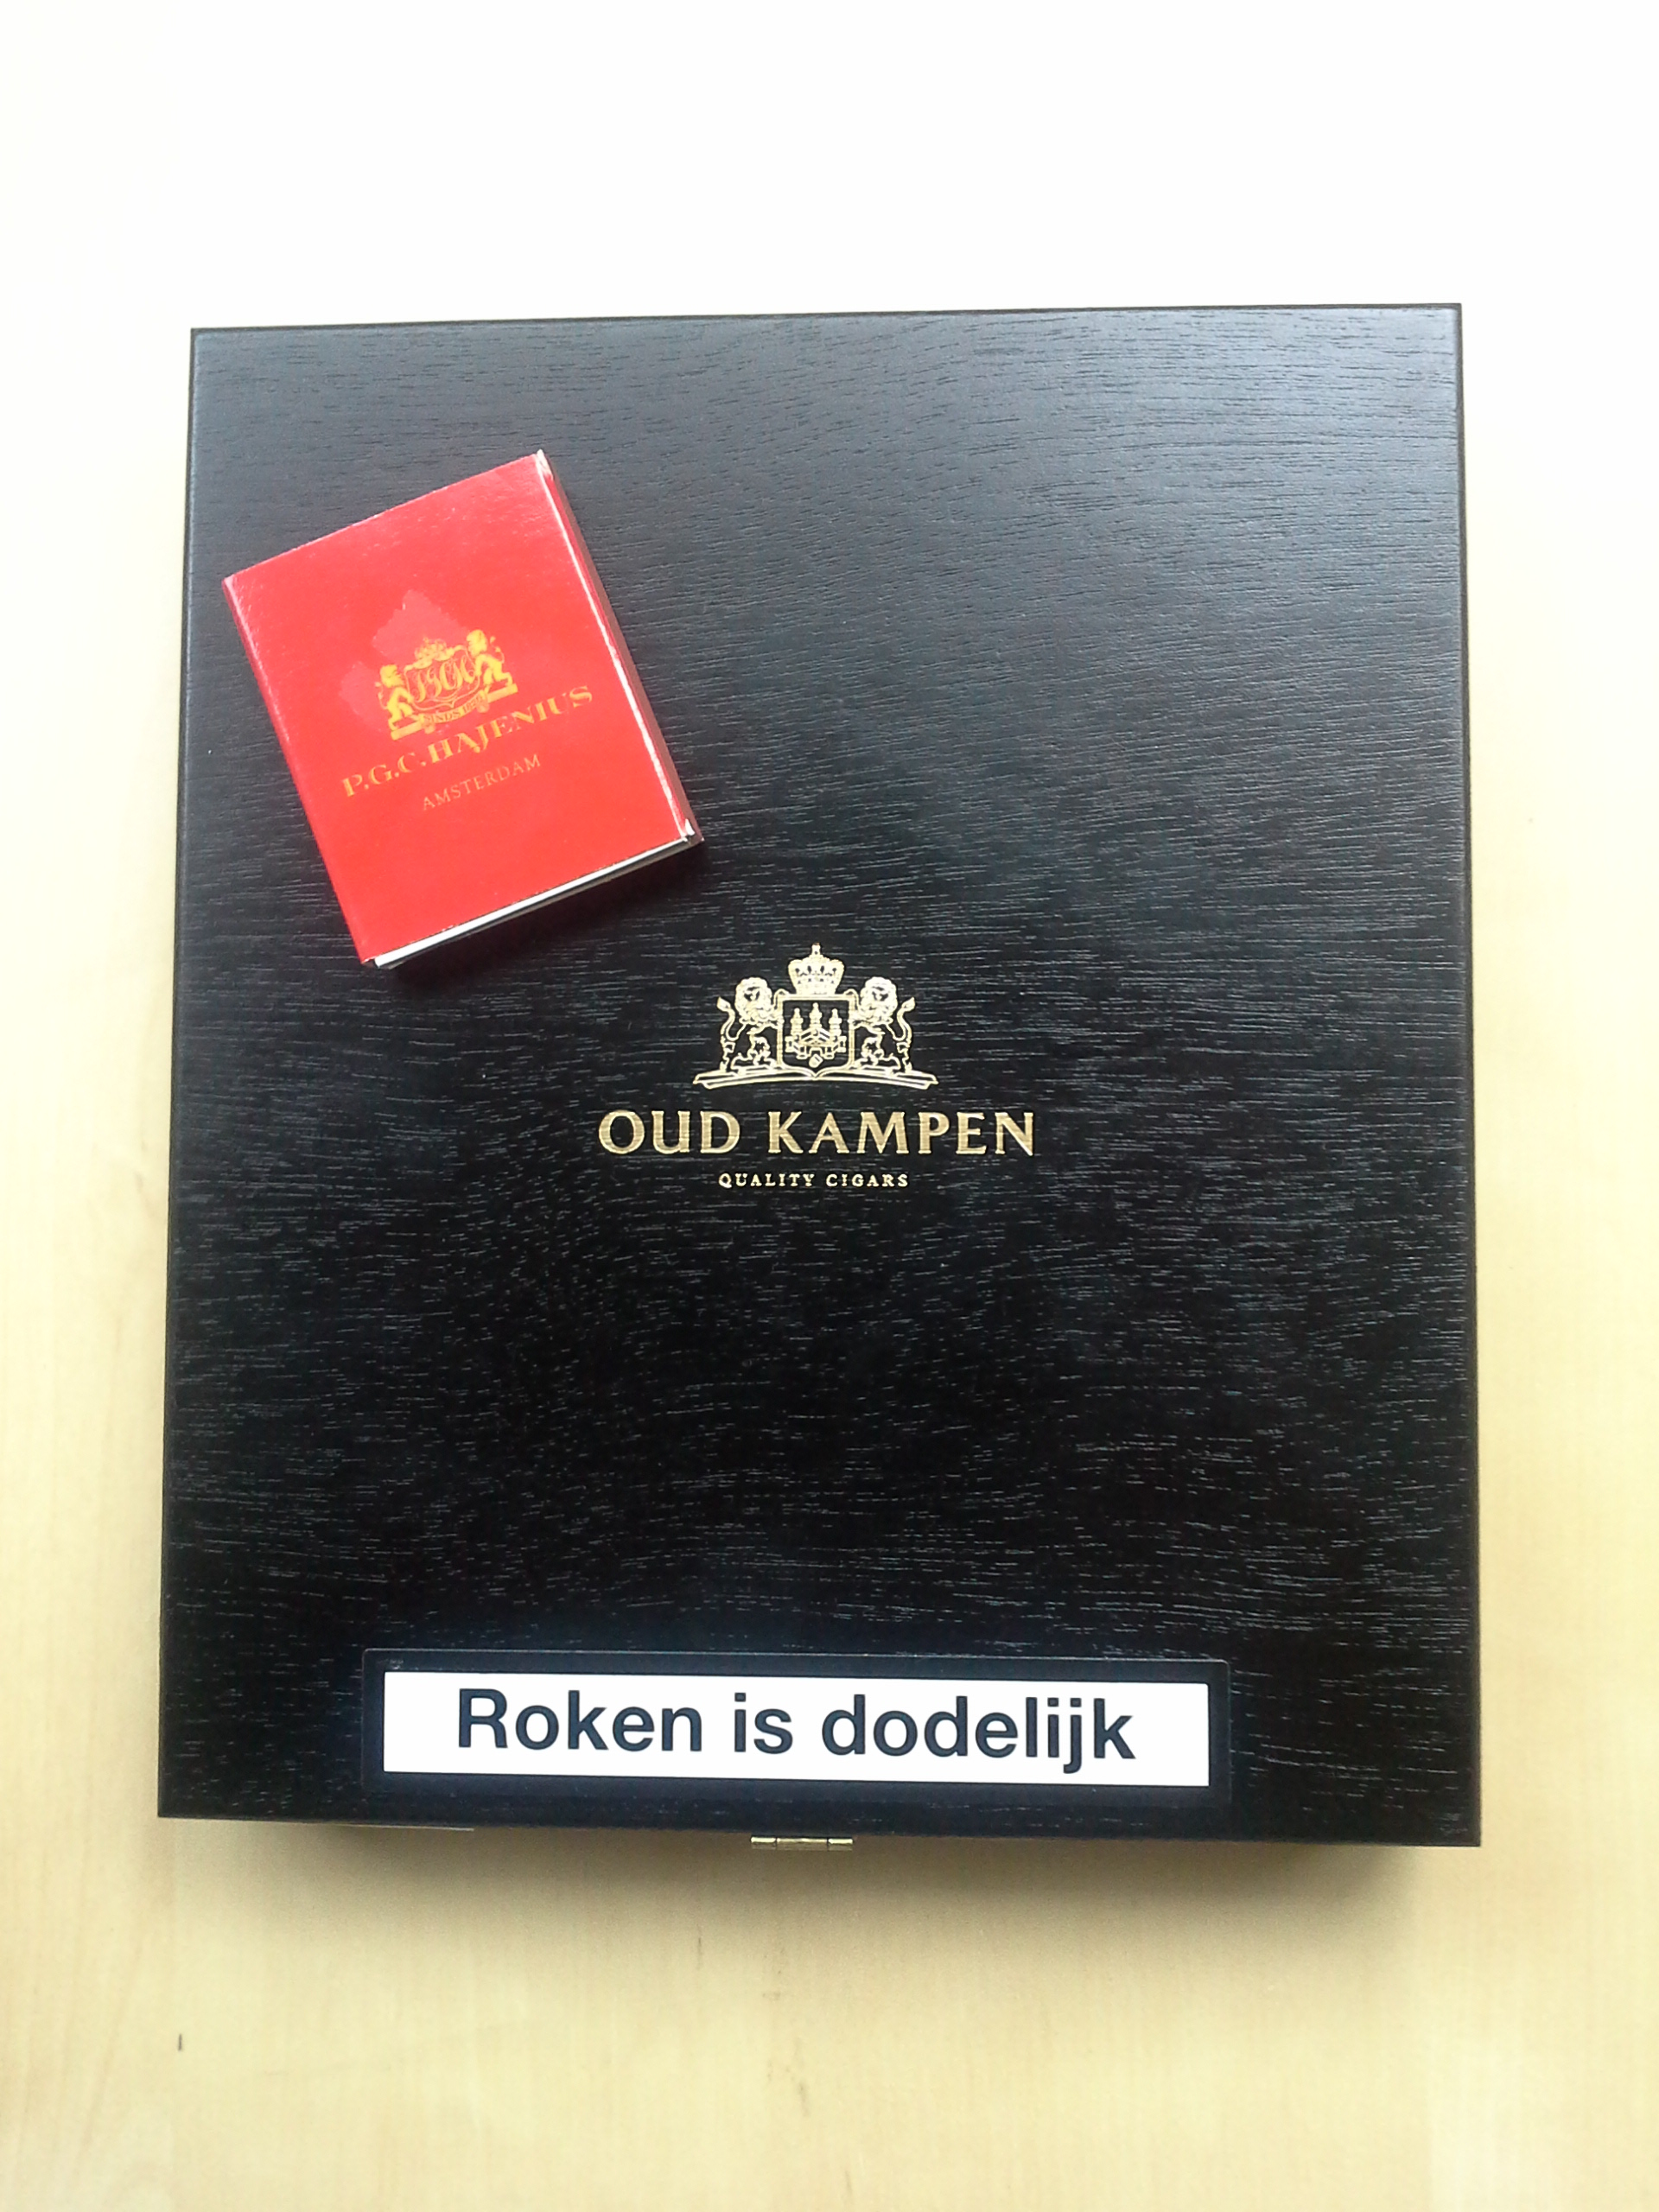 P.G.C.HAJENIUS
AMSTERDAM
OUD KAMPEN
QUALITY CIGARS
Roken is dodelijk